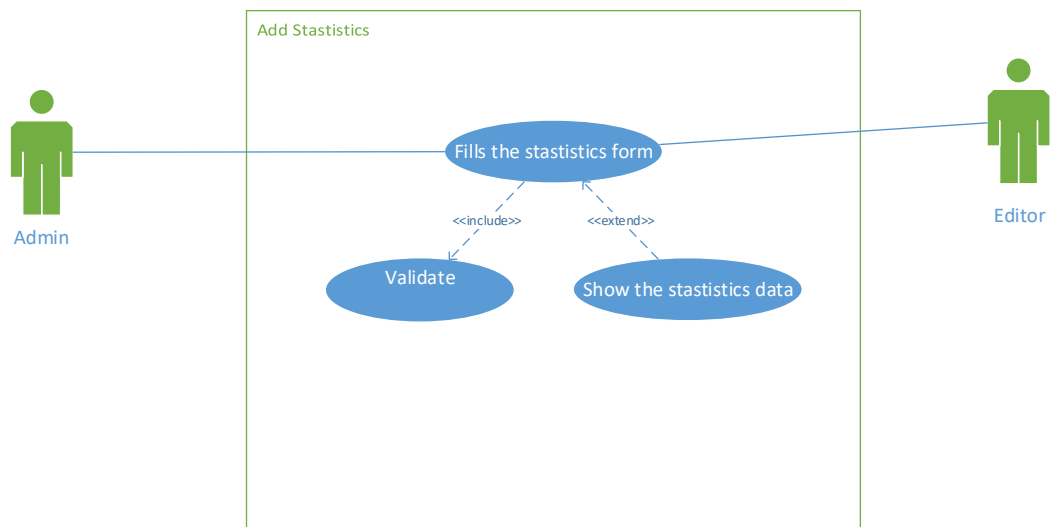 Add Stastistics
Fills the stastistics form
<<include>>
<<extend>>
Admin
Editor
Validate
Show the stastistics data